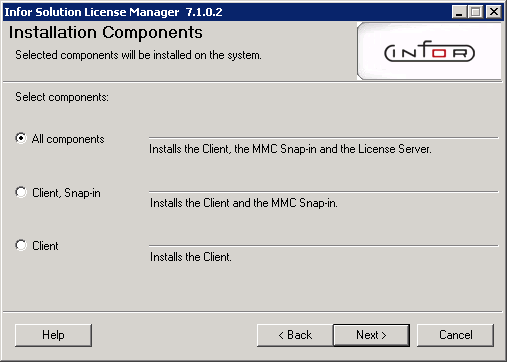 Infor Solution License Manager 7.1.0.2
Installation Components
Selected components will be installed on the system.
infor
Select components:
All components
Installs the Client, the MMC Snap-in and the License Server.
Client, Snap-in
Installs the Client and the MMC Snap-in.
Client
Installs the Client.
Help
< Back
Next >
Cancel